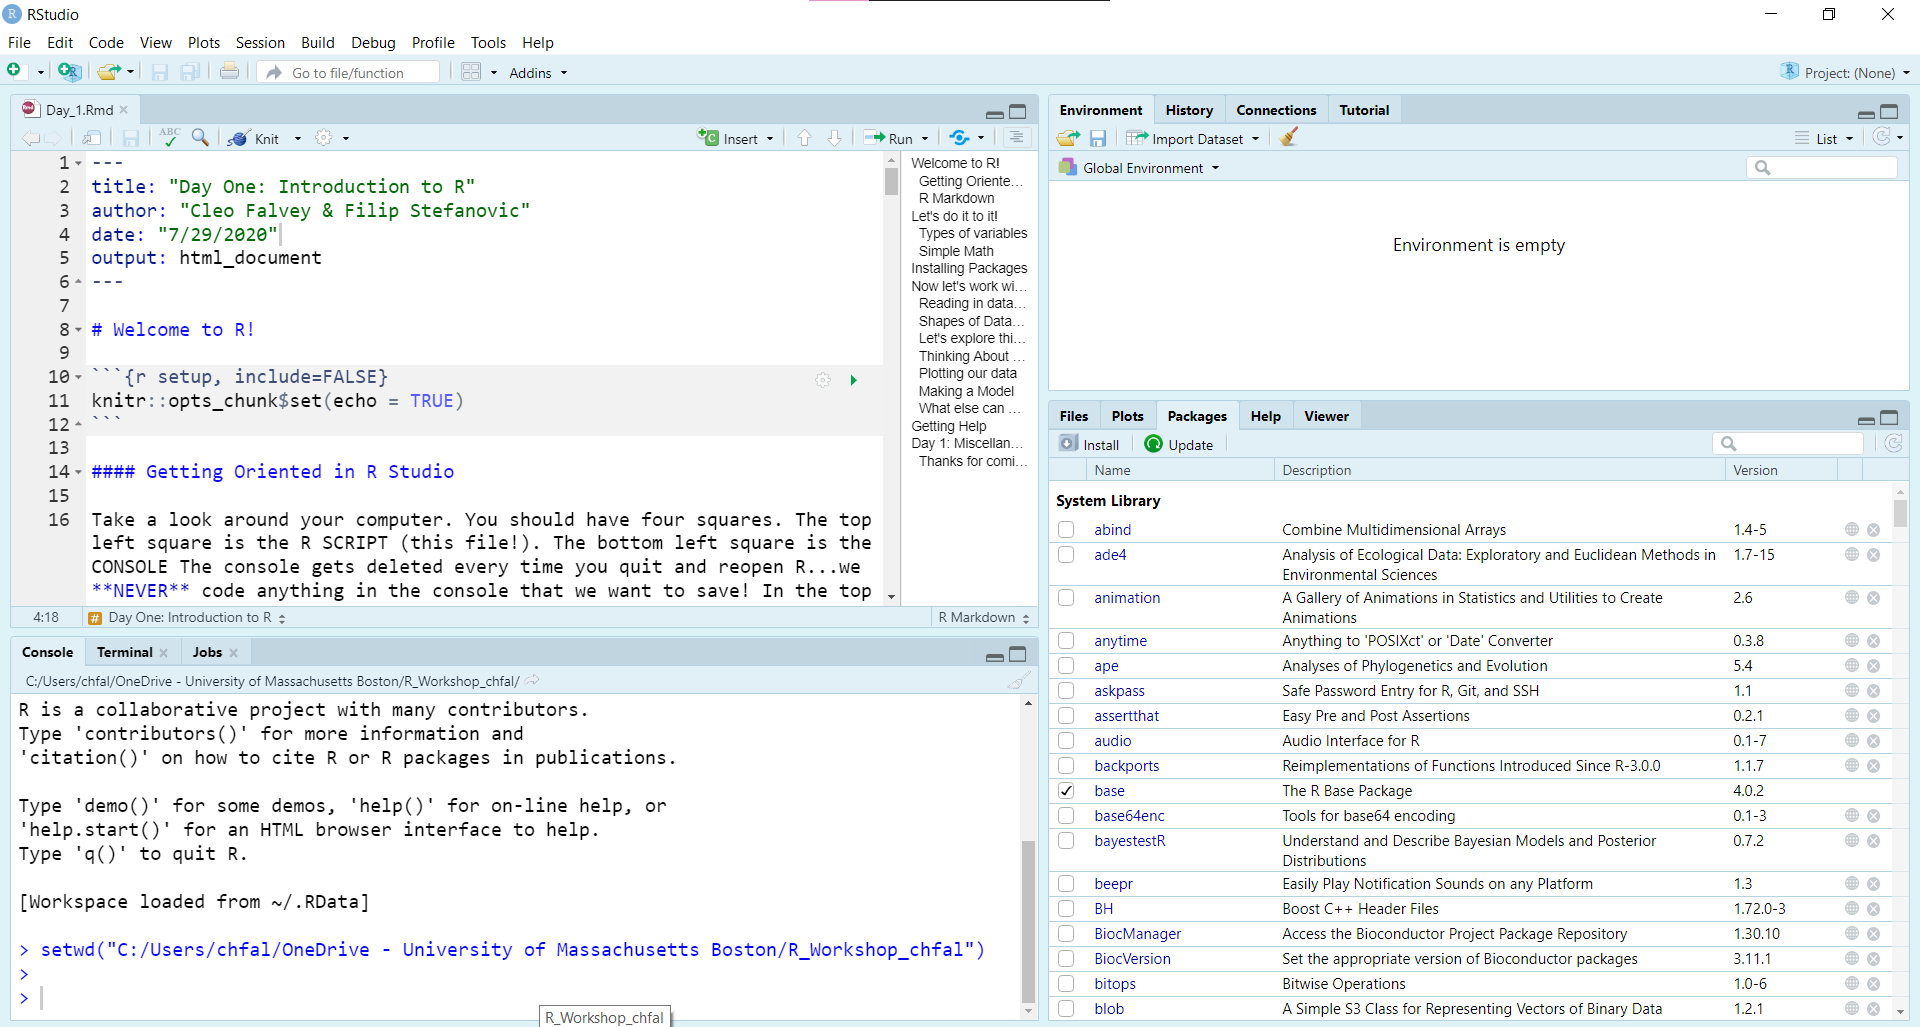 RStudio
File Edit Code View Plots Session Build Debug Profile Tools Help
Go to file/function Addins Project: (None)
Day_1.Rmd
ABC Knit Insert Run
1 ---
2 title: "Day One: Introduction to R"
3 author: "Cleo Falvey & Filip Stefanovic"
4 date: "7/29/2020"
5 output: html_document
6 ---
7
8 # Welcome to R!
9
10 ```{r setup, include=FALSE}
11 knitr::opts_chunk$set(echo = TRUE)
12 ```
13
14 #### Getting Oriented in R Studio
15
16 Take a look around your computer. You should have four squares. The top
left square is the R SCRIPT (this file!). The bottom left square is the
CONSOLE The console gets deleted every time you quit and reopen R...we
**NEVER** code anything in the console that we want to save! In the top
Welcome to R!
Getting Oriente...
R Markdown
Let's do it to it!
Types of variables
Simple Math
Installing Packages
Now let's work wi...
Reading in data...
Shapes of Data...
Let's explore thi...
Thinking About ...
Plotting our data
Making a Model
What else can ...
Getting Help
Day 1: Miscellan...
Thanks for comi...
4:18 # Day One: Introduction to R R Markdown
Console Terminal Jobs
C:/Users/chfal/OneDrive - University of Massachusetts Boston/R_Workshop_chfal/
R is a collaborative project with many contributors.
Type 'contributors()' for more information and
'citation()' on how to cite R or R packages in publications.
Type 'demo()' for some demos, 'help()' for on-line help, or
'help.start()' for an HTML browser interface to help.
Type 'q()' to quit R.
[Workspace loaded from ~/.RData]
> setwd("C:/Users/chfal/OneDrive - University of Massachusetts Boston/R_Workshop_chfal")
>
>
R_Workshop_chfal
Environment History Connections Tutorial
Import Dataset List
Global Environment
Environment is empty
Files Plots Packages Help Viewer
Install Update
Name Description Version
System Library
abind Combine Multidimensional Arrays 1.4-5
ade4 Analysis of Ecological Data: Exploratory and Euclidean Methods in 1.7-15
Environmental Sciences
animation A Gallery of Animations in Statistics and Utilities to Create 2.6
Animations
anytime Anything to 'POSIXct' or 'Date' Converter 0.3.8
ape Analyses of Phylogenetics and Evolution 5.4
askpass Safe Password Entry for R, Git, and SSH 1.1
assertthat Easy Pre and Post Assertions 0.2.1
audio Audio Interface for R 0.1-7
backports Reimplementations of Functions Introduced Since R-3.0.0 1.1.7
base The R Base Package 4.0.2
base64enc Tools for base64 encoding 0.1-3
bayestestR Understand and Describe Bayesian Models and Posterior 0.7.2
Distributions
beepr Easily Play Notification Sounds on any Platform 1.3
BH Boost C++ Header Files 1.72.0-3
BiocManager Access the Bioconductor Project Package Repository 1.30.10
BiocVersion Set the appropriate version of Bioconductor packages 3.11.1
bitops Bitwise Operations 1.0-6
blob A Simple S3 Class for Representing Vectors of Binary Data 1.2.1